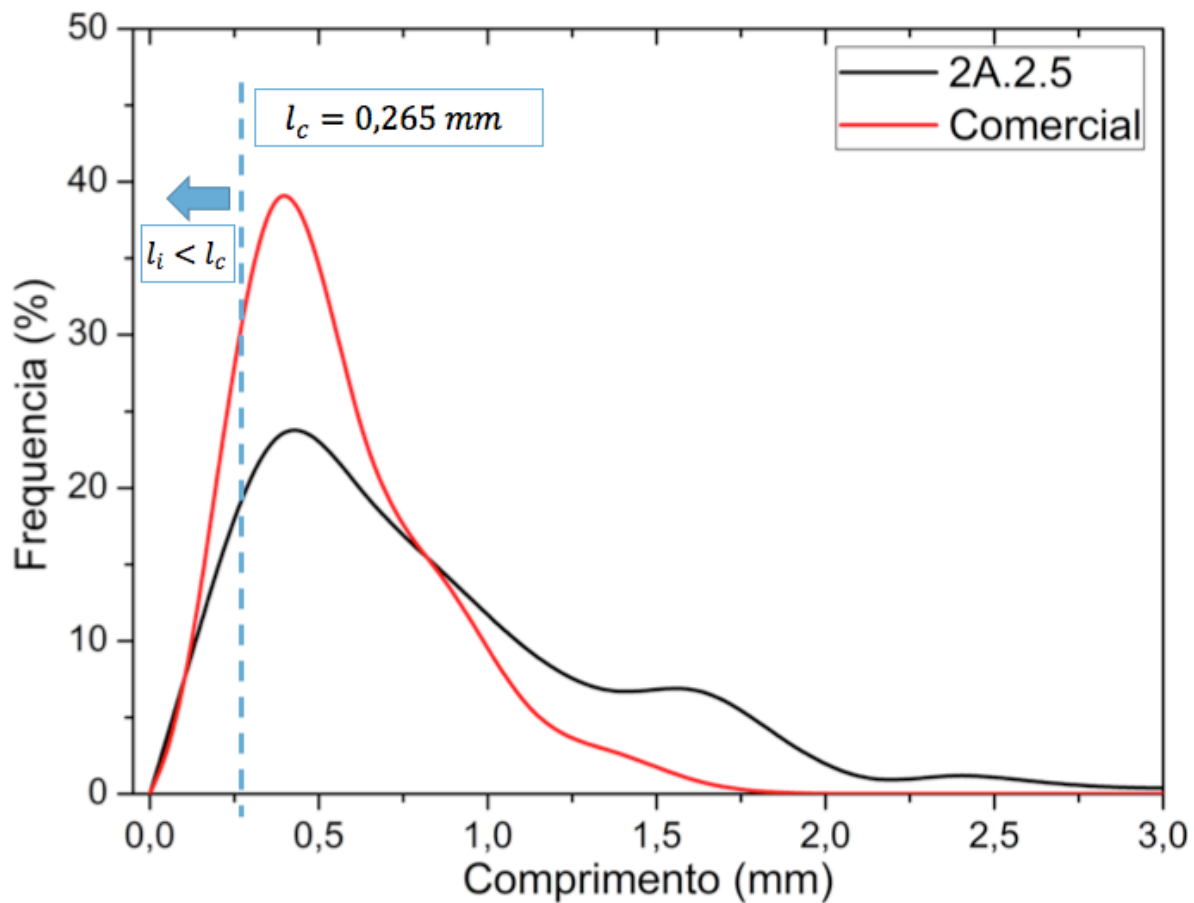 50
40
30
20
10
0
Frequencia (%)
2A.2.5
Comercial
l_c = 0,265 mm
l_i < l_c
0,0 0,5 1,0 1,5 2,0 2,5 3,0
Comprimento (mm)